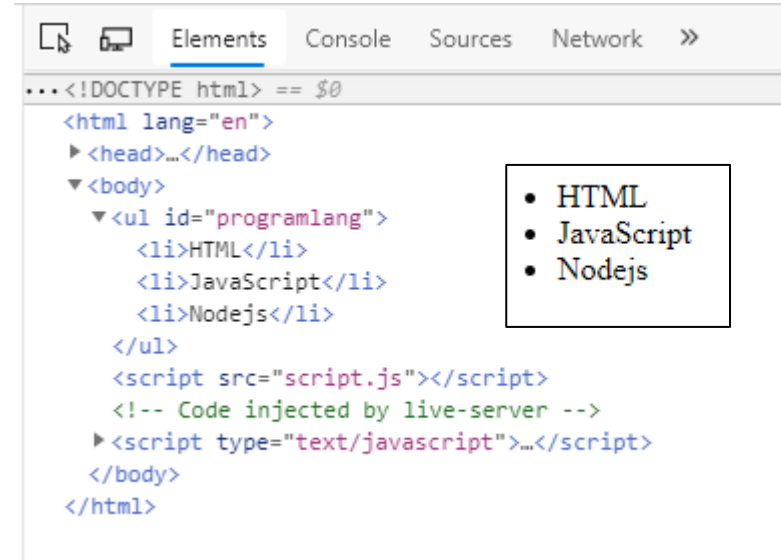 Elements Console Sources Network »
...<!DOCTYPE html> == $0
<html lang="en">
<head>…</head>
<body>
<ul id="programlang">
<li>HTML</li>
<li>JavaScript</li>
<li>Nodejs</li>
</ul>
<script src="script.js"></script>
<!-- Code injected by live-server -->
<script type="text/javascript">…</script>
</body>
</html>
• HTML
• JavaScript
• Nodejs